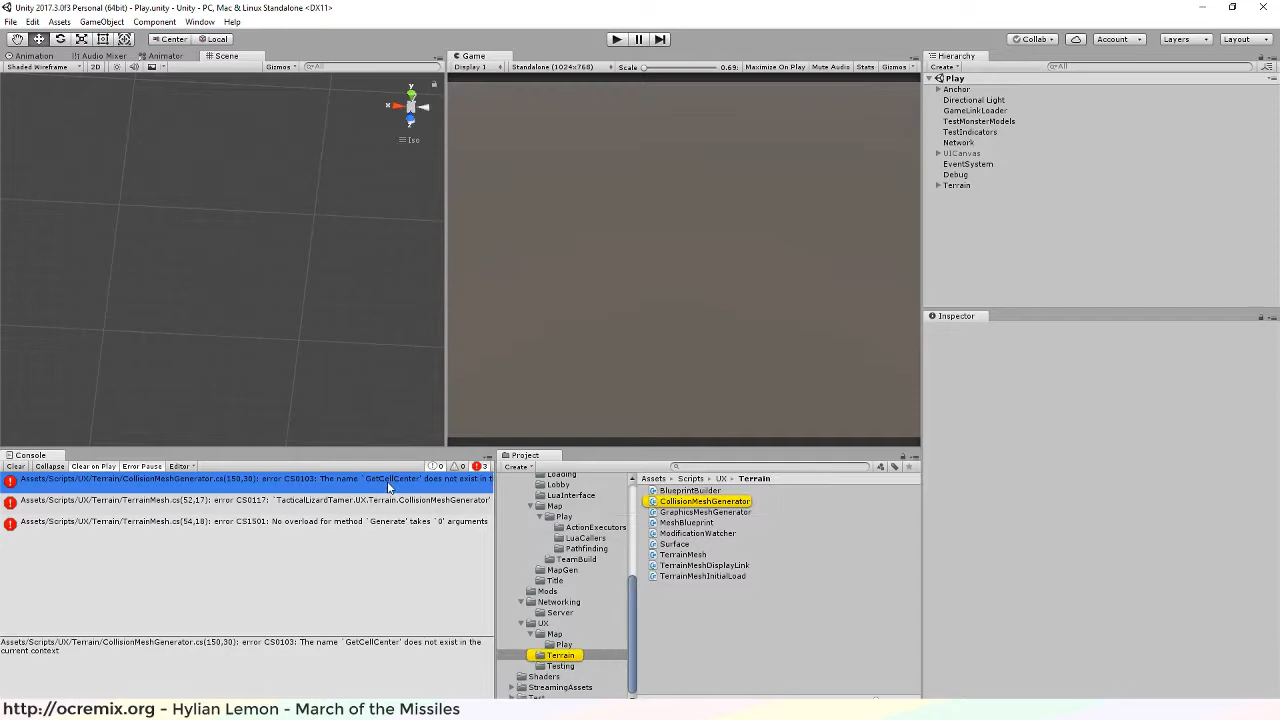 Unity 2017.3.0f3 Personal (64bit) - Play.unity - Unity - PC, Mac & Linux Standalone <DX11>
File Edit Assets GameObject Component Window Help
Center Local Collab Account Layers Layout
Animation Audio Mixer Animator Scene
Shaded Wireframe 2D Gizmos All
y
x
z
Iso
Game
Display 1 Standalone (1024x768) Scale 0.69: Maximize On Play Mute Audio Stats Gizmos
Hierarchy
Create All
Play
Anchor
Directional Light
GameLinkLoader
TestMonsterModels
TestIndicators
Network
UICanvas
EventSystem
Debug
Terrain
Inspector
Console
Clear Collapse Clear on Play Error Pause Editor 0 0 3
Assets/Scripts/UX/Terrain/CollisionMeshGenerator.cs(150,30): error CS0103: The name `GetCellCenter' does not exist in t
Assets/Scripts/UX/Terrain/TerrainMesh.cs(52,17): error CS0117: `TacticalLizardTamer.UX.Terrain.CollisionMeshGenerator'
Assets/Scripts/UX/Terrain/TerrainMesh.cs(54,18): error CS1501: No overload for method `Generate' takes `0' arguments
Assets/Scripts/UX/Terrain/CollisionMeshGenerator.cs(150,30): error CS0103: The name `GetCellCenter' does not exist in the
current context
Project
Create
Loading
Lobby
LuaInterface
Map
Play
ActionExecutors
LuaCallers
Pathfinding
TeamBuild
MapGen
Title
Mods
Networking
Server
UX
Map
Play
Terrain
Testing
Shaders
StreamingAssets
Assets Scripts UX Terrain
BlueprintBuilder
CollisionMeshGenerator
GraphicsMeshGenerator
MeshBlueprint
ModificationWatcher
Surface
TerrainMesh
TerrainMeshDisplayLink
TerrainMeshInitialLoad
http://ocremix.org - Hylian Lemon - March of the Missiles